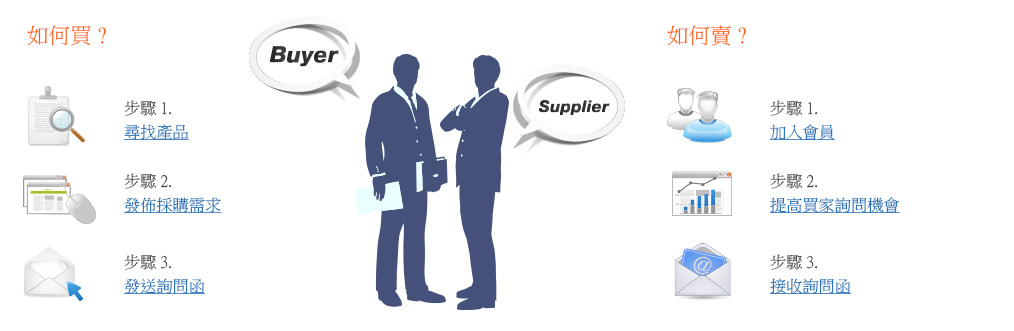 如何買？
Buyer
步驟 1.
尋找產品
步驟 2.
發佈採購需求
步驟 3.
發送詢問函
Supplier
如何賣？
步驟 1.
加入會員
步驟 2.
提高買家詢問機會
步驟 3.
接收詢問函
@